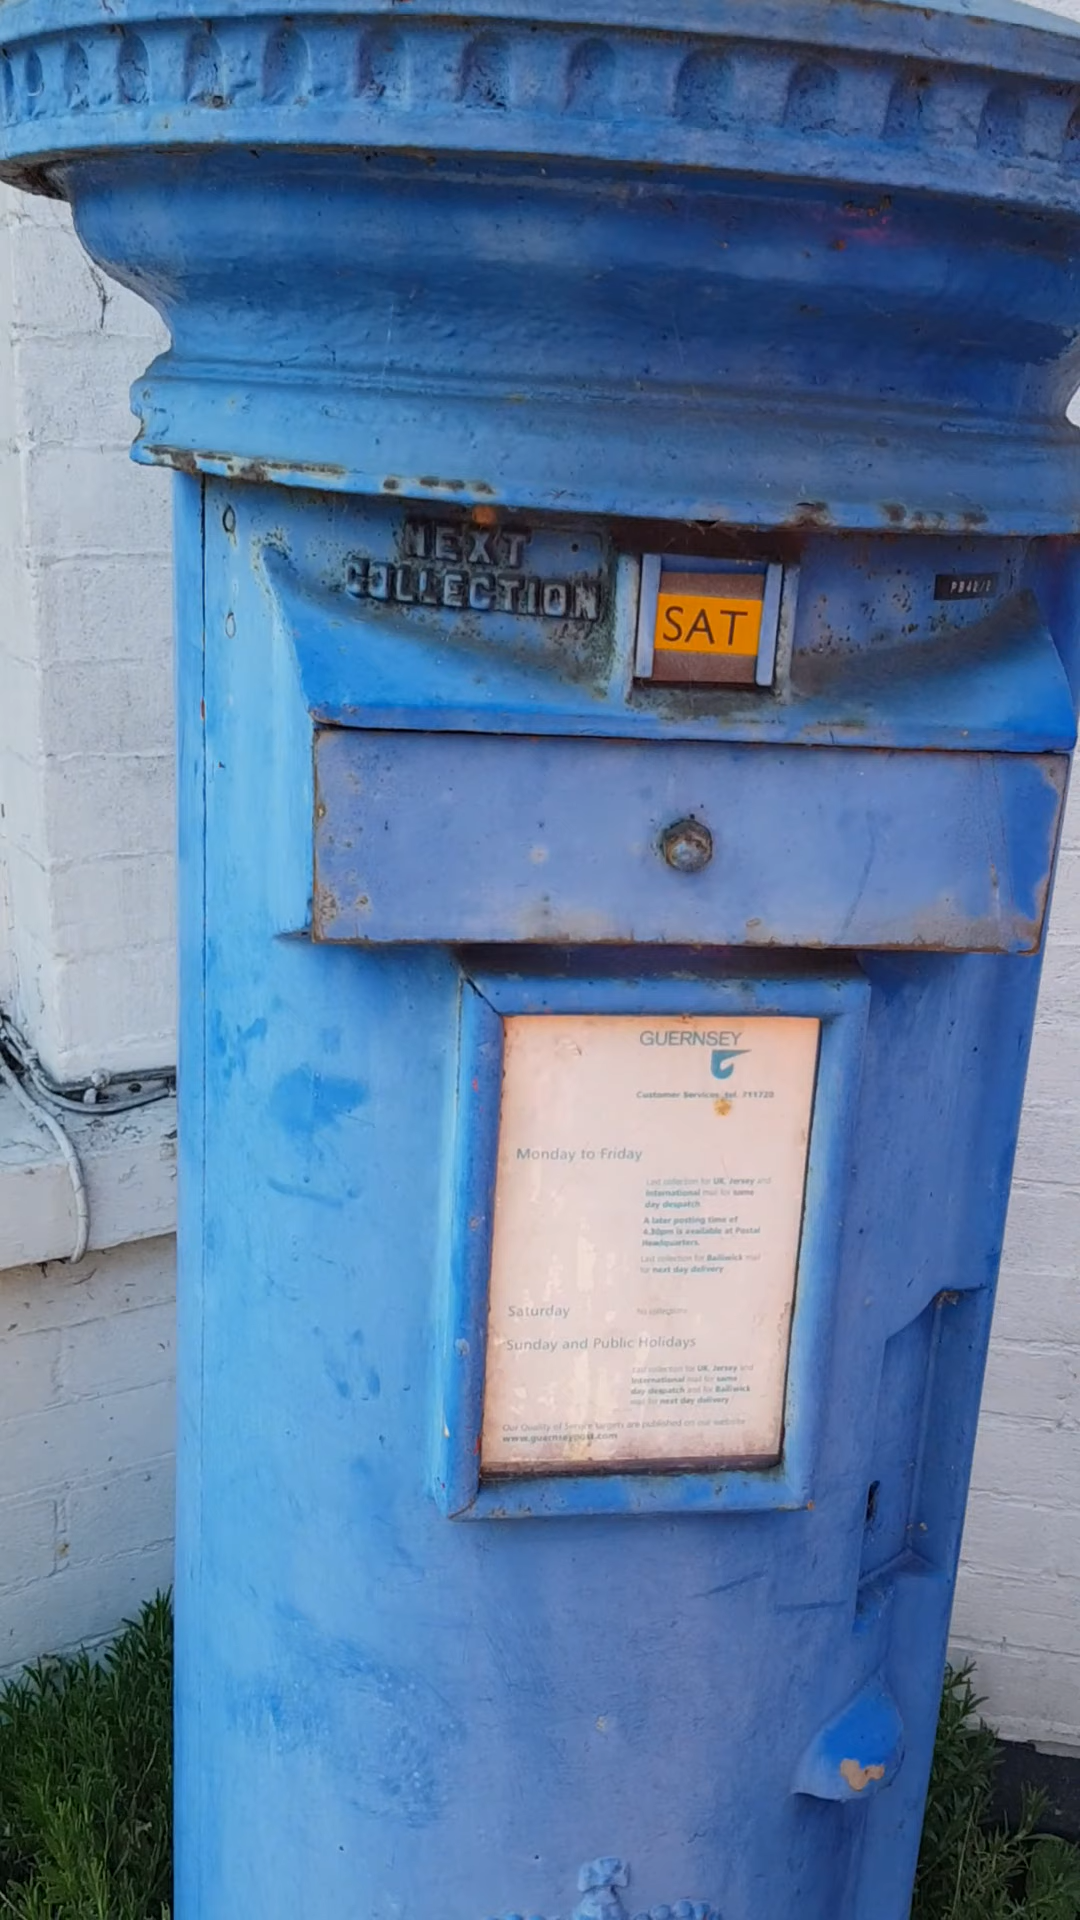 NEXT
COLLECTION
SAT
PB42/2
GUERNSEY
Customer Services tel. 711720
Monday to Friday
Last collection for UK, Jersey and
International mail for same
day despatch
A later posting time of
4.30pm is available at Postal
Headquarters.
Last collection for Bailiwick mail
for next day delivery
Saturday
No collections
Sunday and Public Holidays
Last collection for UK, Jersey and
International mail for same
day despatch and for Bailiwick
mail for next day delivery
Our Quality of Service targets are published on our website
www.guernseypost.com